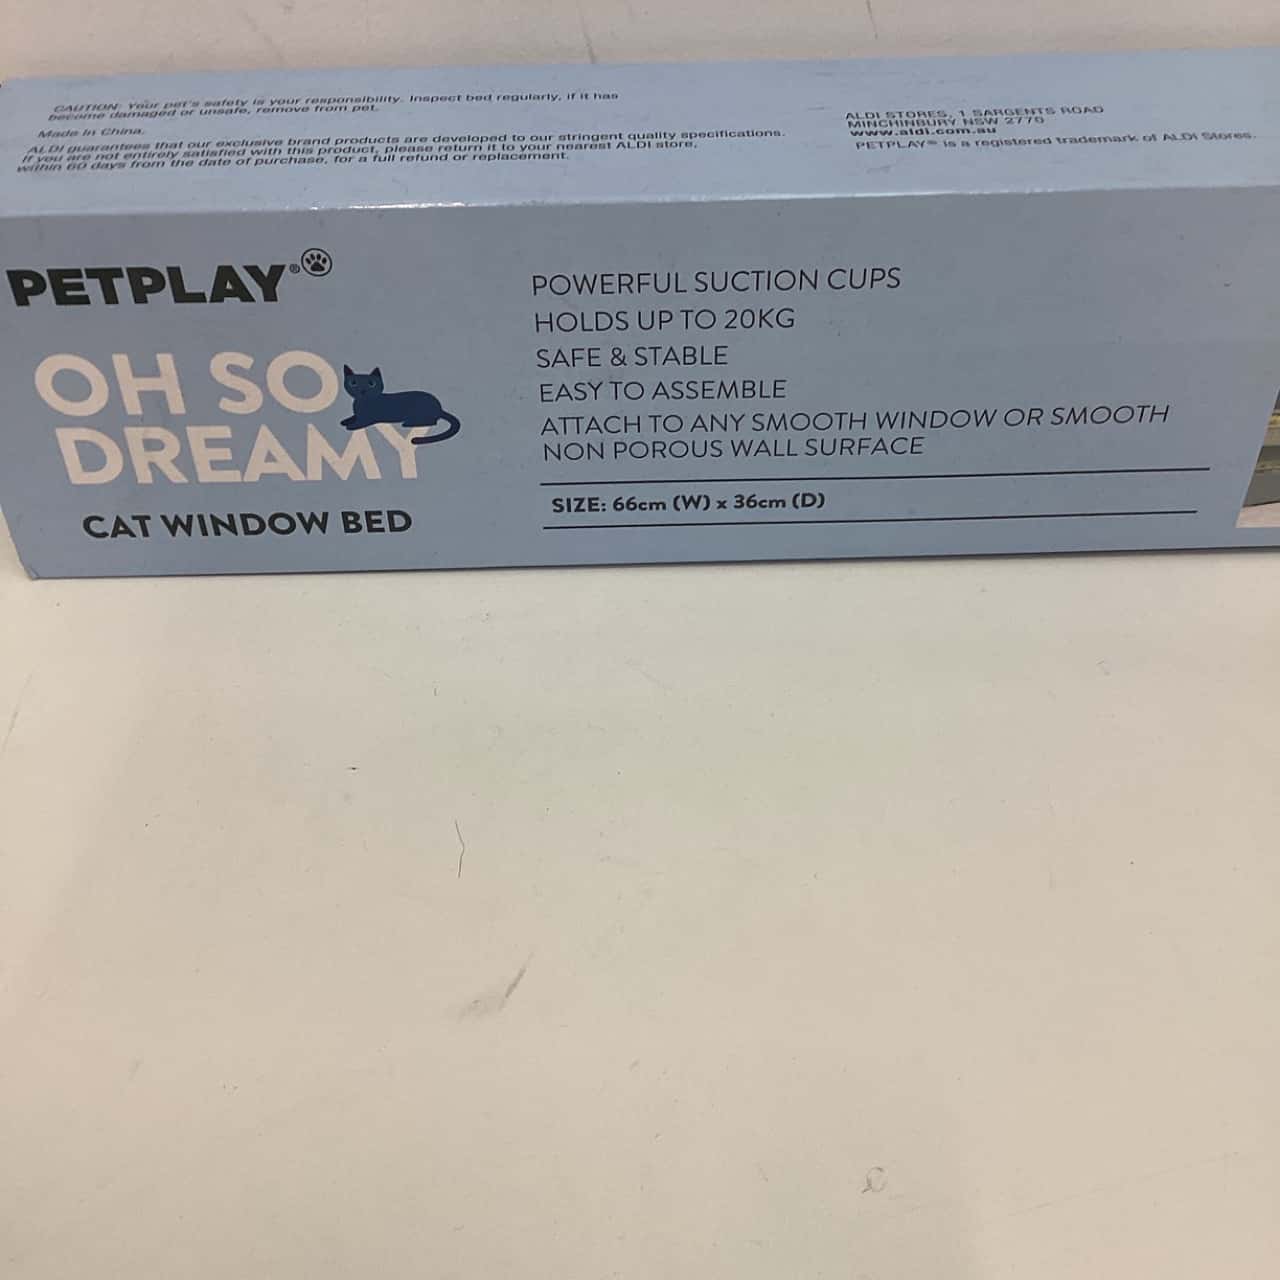 CAUTION: Your pet's safety is your responsibility. Inspect bed regularly, if it has
become damaged or unsafe, remove from pet.
Made in China.
ALDI guarantees that our exclusive brand products are developed to our stringent quality specifications.
If you are not entirely satisfied with this product, please return it to your nearest ALDI store,
within 60 days from the date of purchase, for a full refund or replacement.
ALDI STORES, 1 SARGENTS ROAD
MINCHINBURY NSW 2770
www.aldi.com.au
PETPLAY™ is a registered trademark of ALDI Stores.
PETPLAY®
OH SO
DREAMY
CAT WINDOW BED
POWERFUL SUCTION CUPS
HOLDS UP TO 20KG
SAFE & STABLE
EASY TO ASSEMBLE
ATTACH TO ANY SMOOTH WINDOW OR SMOOTH
NON POROUS WALL SURFACE
SIZE: 66cm (W) x 36cm (D)